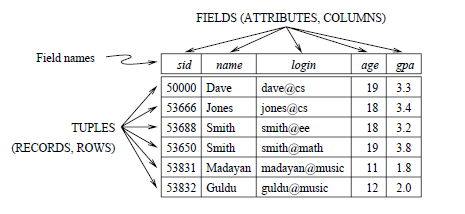 FIELDS (ATTRIBUTES, COLUMNS)
Field names
sid name login age gpa
50000 Dave dave@cs 19 3.3
53666 Jones jones@cs 18 3.4
53688 Smith smith@ee 18 3.2
53650 Smith smith@math 19 3.8
53831 Madayan madayan@music 11 1.8
53832 Guldu guldu@music 12 2.0
TUPLES
(RECORDS, ROWS)